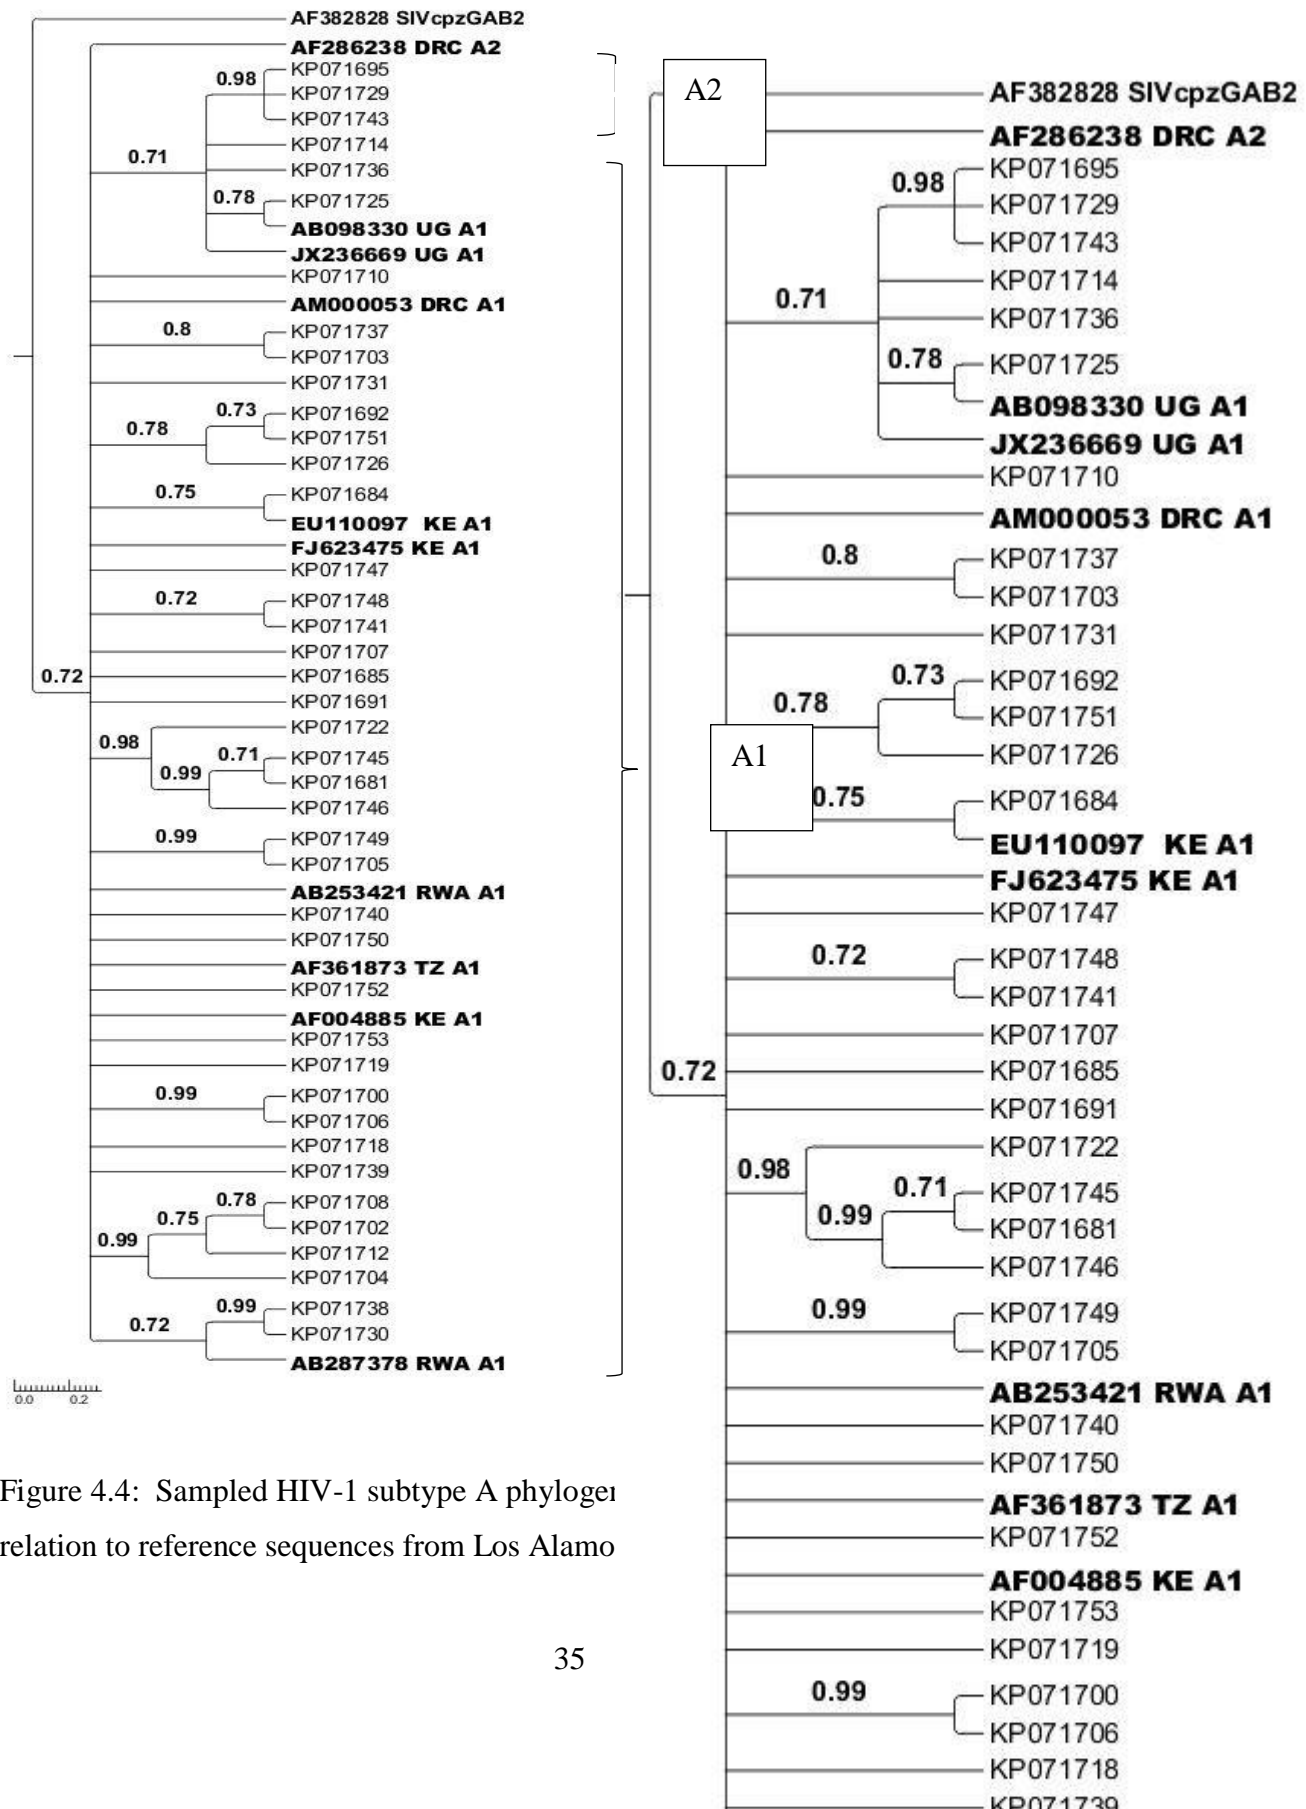 AF382828 SIVcpzGAB2
AF286238 DRC A2
KP071695
0.98
KP071729
KP071743
KP071714
0.71
KP071736
0.78
KP071725
AB098330 UG A1
JX236669 UG A1
KP071710
AM000053 DRC A1
0.8
KP071737
KP071703
KP071731
0.73
KP071692
0.78
KP071751
KP071726
0.75
KP071684
EU110097 KE A1
FJ623475 KE A1
KP071747
0.72
KP071748
KP071741
KP071707
0.72
KP071685
KP071691
KP071722
0.98
0.71
KP071745
0.99
KP071681
KP071746
0.99
KP071749
KP071705
AB253421 RWA A1
KP071740
KP071750
AF361873 TZ A1
KP071752
AF004885 KE A1
KP071753
KP071719
0.99
KP071700
KP071706
KP071718
KP071739
0.78
KP071708
0.75
KP071702
0.99
KP071712
KP071704
0.99
KP071738
0.72
KP071730
AB287378 RWA A1
0.0 0.2
Figure 4.4: Sampled HIV-1 subtype A phyloge
relation to reference sequences from Los Alamo
35
A2
AF382828 SIVcpzGAB2
AF286238 DRC A2
KP071695
0.98
KP071729
KP071743
KP071714
0.71
KP071736
0.78
KP071725
AB098330 UG A1
JX236669 UG A1
KP071710
AM000053 DRC A1
0.8
KP071737
KP071703
KP071731
0.73
KP071692
0.78
KP071751
KP071726
A1
0.75
KP071684
EU110097 KE A1
FJ623475 KE A1
KP071747
0.72
KP071748
KP071741
KP071707
0.72
KP071685
KP071691
KP071722
0.98
0.71
KP071745
0.99
KP071681
KP071746
0.99
KP071749
KP071705
AB253421 RWA A1
KP071740
KP071750
AF361873 TZ A1
KP071752
AF004885 KE A1
KP071753
KP071719
0.99
KP071700
KP071706
KP071718
KP071739